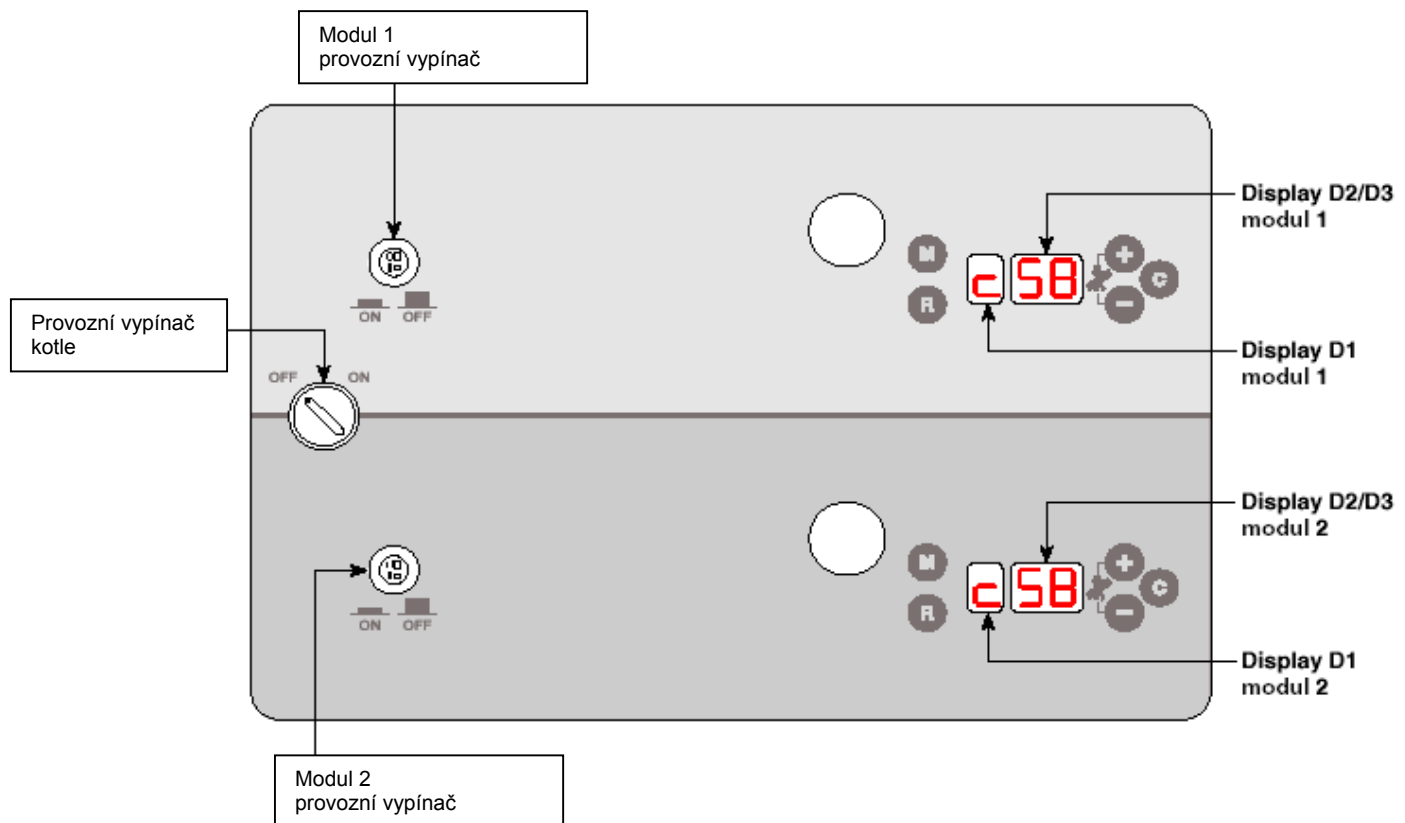 Modul 1
provozní vypínač
Display D2/D3
modul 1
N
+
C
c 58
R
−
ON OFF
Provozní vypínač
kotle
Display D1
modul 1
OFF ON
Display D2/D3
modul 2
N
+
C
c 58
R
−
ON OFF
Display D1
modul 2
Modul 2
provozní vypínač